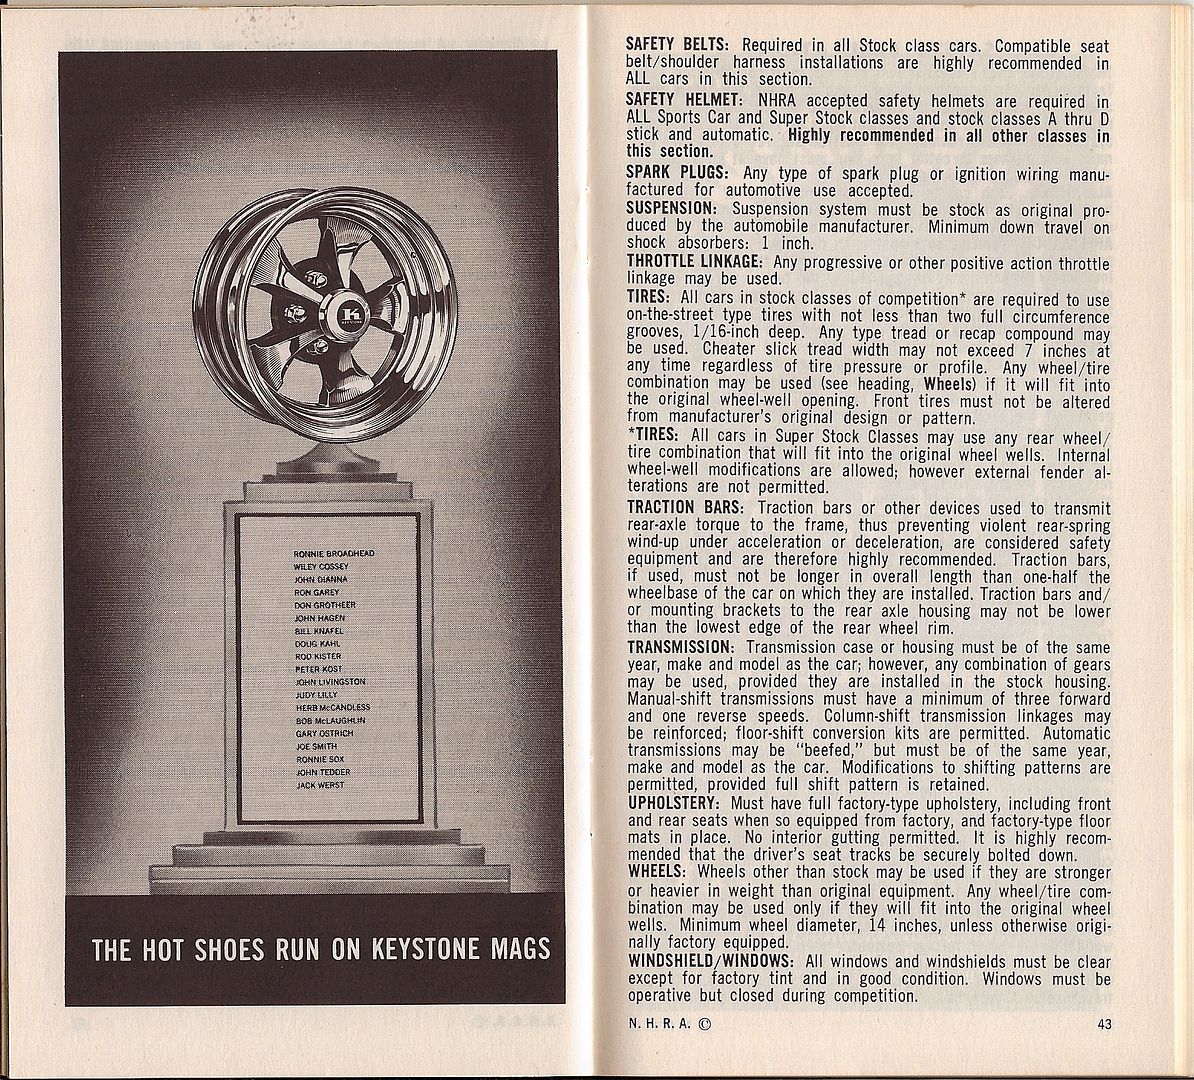 K
KEYSTONE
RONNIE BROADHEAD
WILEY COSSEY
JOHN DIANNA
RON GAREY
DON GROTHEER
JOHN HAGEN
BILL KNAFEL
DOUG KAHL
ROD KISTER
PETER KOST
JOHN LIVINGSTON
JUDY LILLY
HERB McCANDLESS
BOB McLAUGHLIN
GARY OSTRICH
JOE SMITH
RONNIE SOX
JOHN TEDDER
JACK WERST
THE HOT SHOES RUN ON KEYSTONE MAGS
SAFETY BELTS: Required in all Stock class cars. Compatible seat
belt/shoulder harness installations are highly recommended in
ALL cars in this section.
SAFETY HELMET: NHRA accepted safety helmets are required in
ALL Sports Car and Super Stock classes and stock classes A thru D
stick and automatic. Highly recommended in all other classes in
this section.
SPARK PLUGS: Any type of spark plug or ignition wiring manu-
factured for automotive use accepted.
SUSPENSION: Suspension system must be stock as original pro-
duced by the automobile manufacturer. Minimum down travel on
shock absorbers: 1 inch.
THROTTLE LINKAGE: Any progressive or other positive action throttle
linkage may be used.
TIRES: All cars in stock classes of competition* are required to use
on-the-street type tires with not less than two full circumference
grooves, 1/16-inch deep. Any type tread or recap compound may
be used. Cheater slick tread width may not exceed 7 inches at
any time regardless of tire pressure or profile. Any wheel/tire
combination may be used (see heading, Wheels) if it will fit into
the original wheel-well opening. Front tires must not be altered
from manufacturer's original design or pattern.
*TIRES: All cars in Super Stock Classes may use any rear wheel/
tire combination that will fit into the original wheel wells. Internal
wheel-well modifications are allowed; however external fender al-
terations are not permitted.
TRACTION BARS: Traction bars or other devices used to transmit
rear-axle torque to the frame, thus preventing violent rear-spring
wind-up under acceleration or deceleration, are considered safety
equipment and are therefore highly recommended. Traction bars,
if used, must not be longer in overall length than one-half the
wheelbase of the car on which they are installed. Traction bars and/
or mounting brackets to the rear axle housing may not be lower
than the lowest edge of the rear wheel rim.
TRANSMISSION: Transmission case or housing must be of the same
year, make and model as the car; however, any combination of gears
may be used, provided they are installed in the stock housing.
Manual-shift transmissions must have a minimum of three forward
and one reverse speeds. Column-shift transmission linkages may
be reinforced; floor-shift conversion kits are permitted. Automatic
transmissions may be "beefed," but must be of the same year,
make and model as the car. Modifications to shifting patterns are
permitted, provided full shift pattern is retained.
UPHOLSTERY: Must have full factory-type upholstery, including front
and rear seats when so equipped from factory, and factory-type floor
mats in place. No interior gutting permitted. It is highly recom-
mended that the driver's seat tracks be securely bolted down.
WHEELS: Wheels other than stock may be used if they are stronger
or heavier in weight than original equipment. Any wheel/tire com-
bination may be used only if they will fit into the original wheel
wells. Minimum wheel diameter, 14 inches, unless otherwise origi-
nally factory equipped.
WINDSHIELD/WINDOWS: All windows and windshields must be clear
except for factory tint and in good condition. Windows must be
operative but closed during competition.
N. H. R. A. ©
43